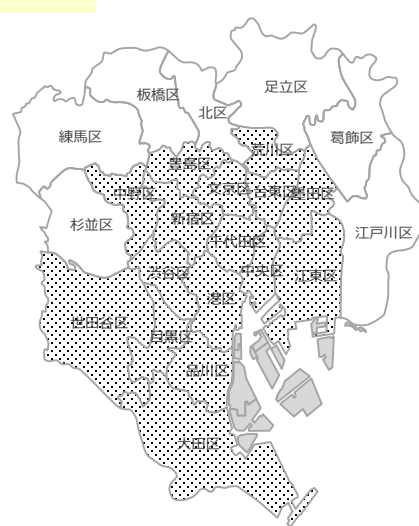 足立区
板橋区
北区
葛飾区
練馬区
荒川区
豊島区
文京区
台東区
墨田区
中野区
新宿区
杉並区
江戸川区
千代田区
渋谷区
中央区
江東区
港区
世田谷区
目黒区
品川区
大田区